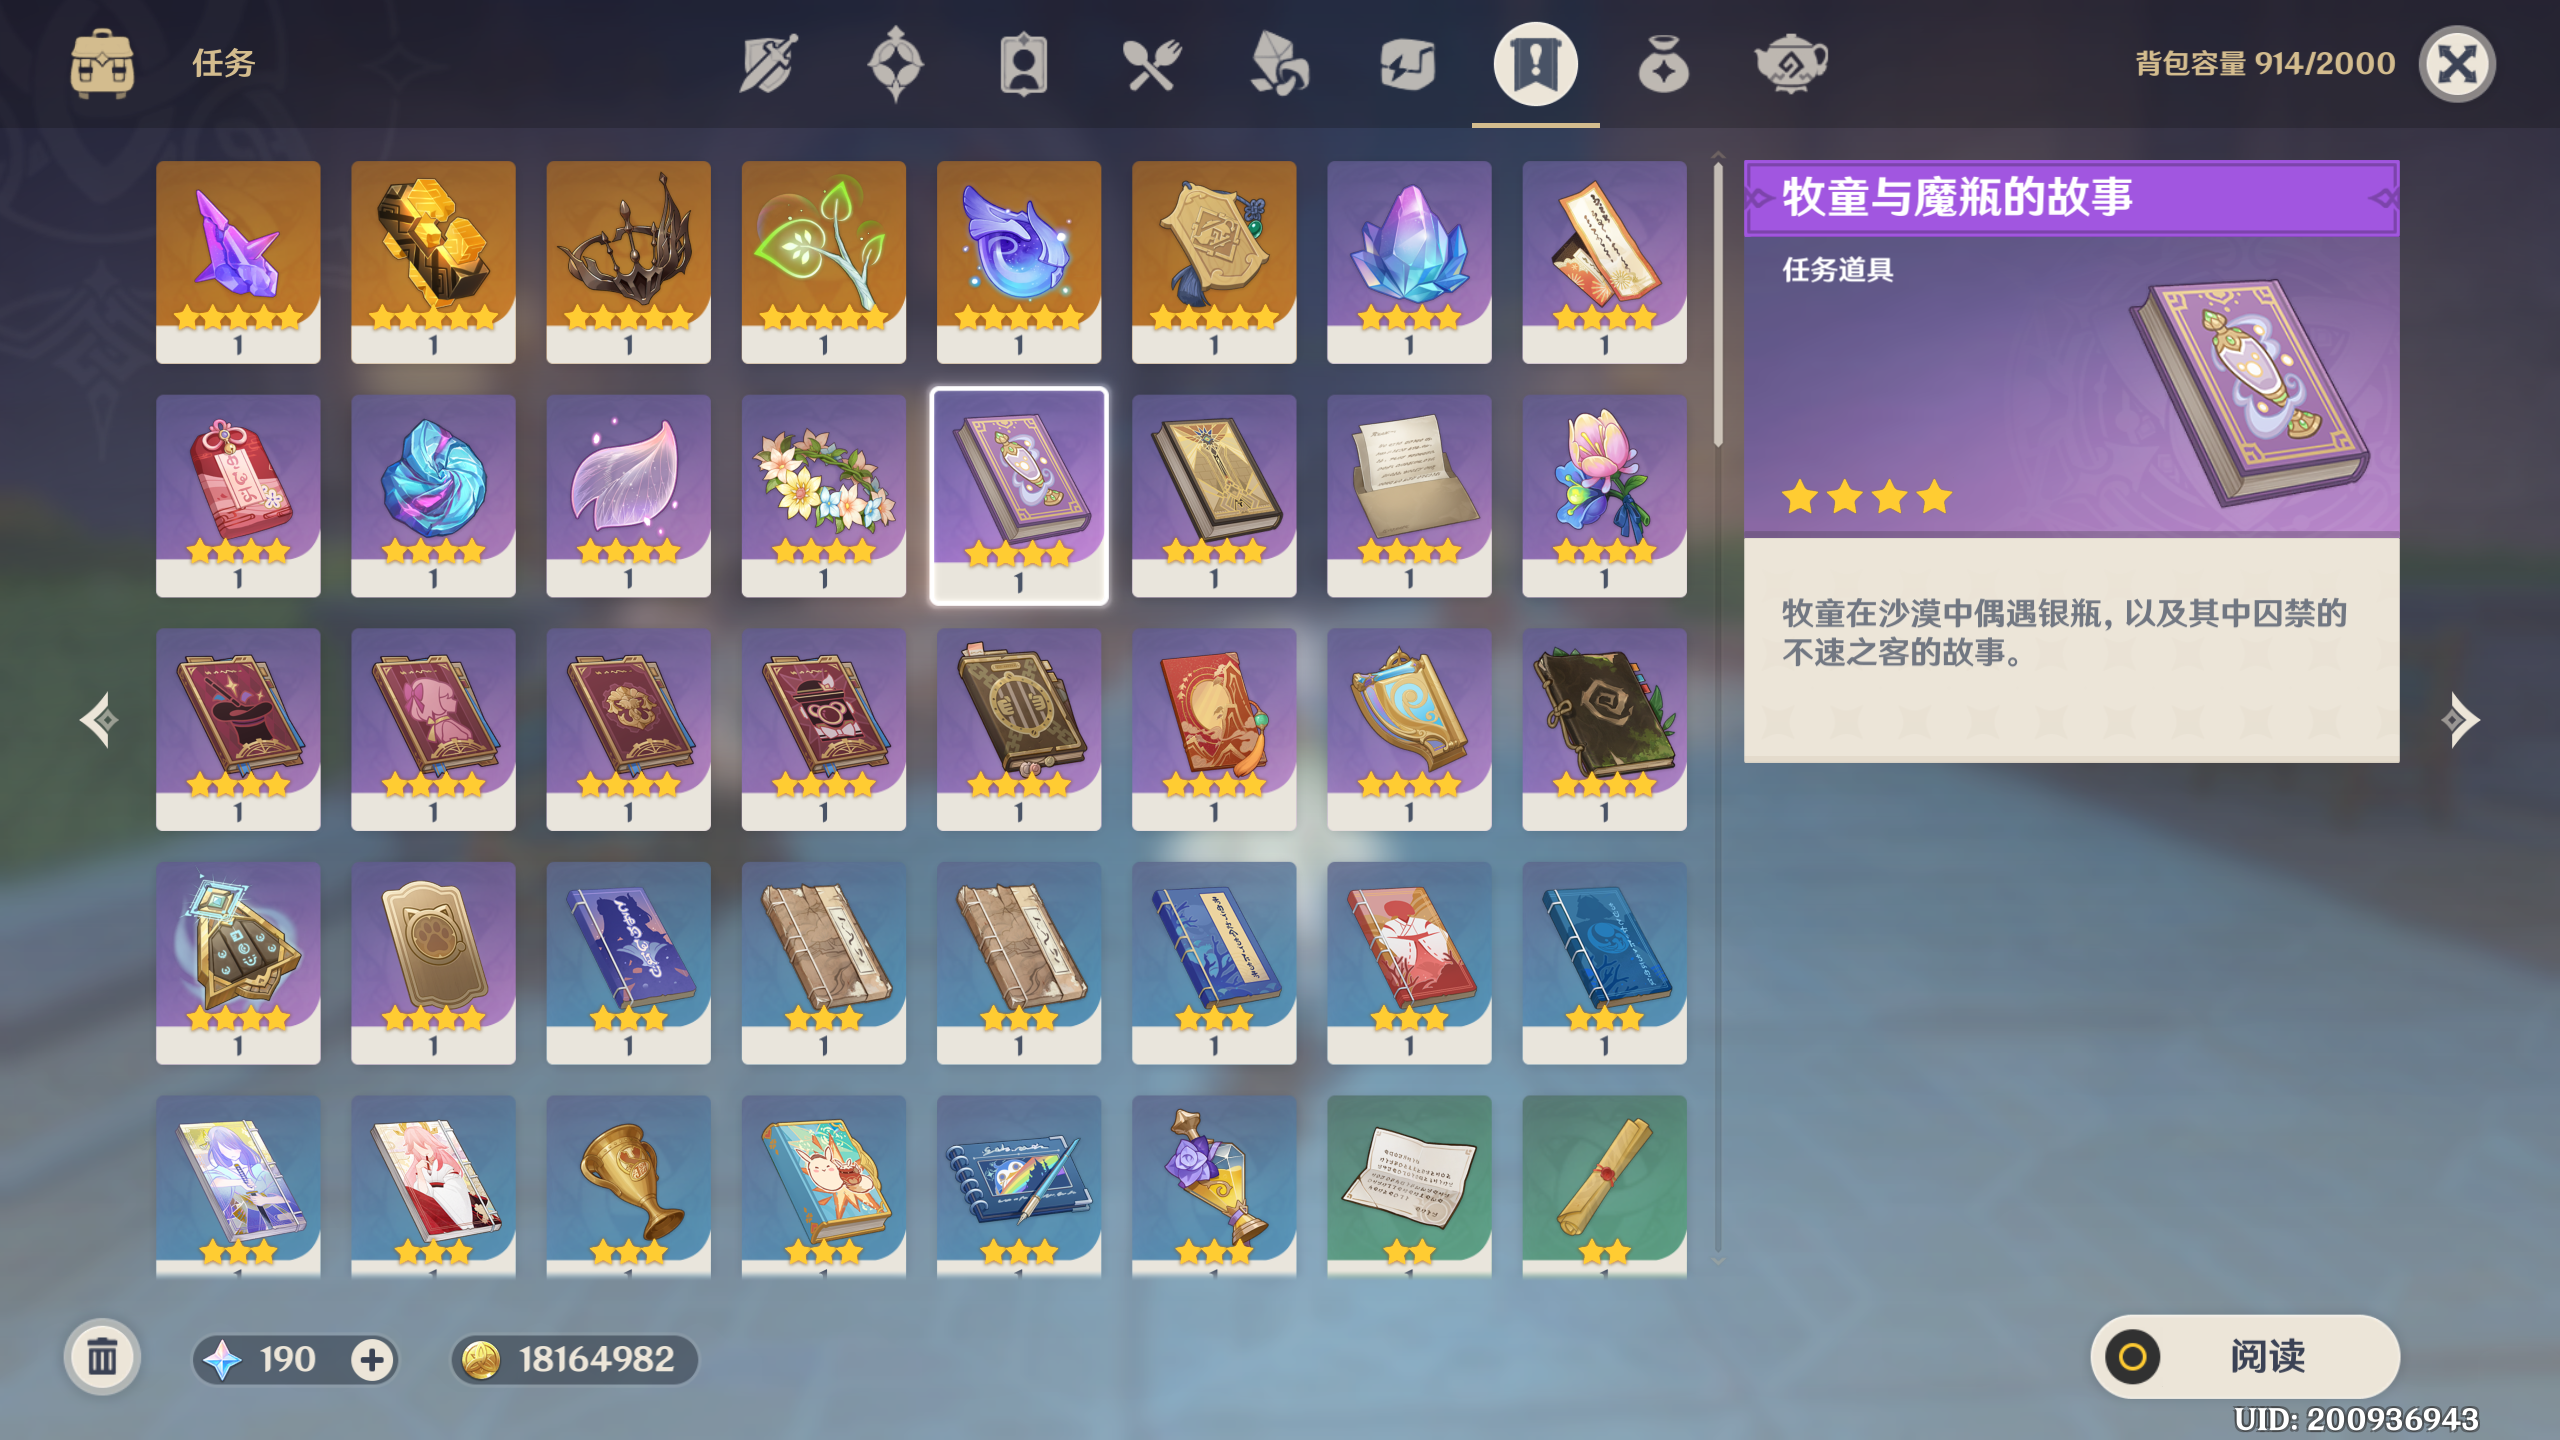 任务
背包容量 914/2000
牧童与魔瓶的故事
任务道具
牧童在沙漠中偶遇银瓶，以及其中囚禁的
不速之客的故事。
1 1 1 1 1 1 1 1
1 1 1 1 1 1 1 1
1 1 1 1 1 1 1 1
1 1 1 1 1 1 1 1
190
18164982
阅读
UID: 200936943